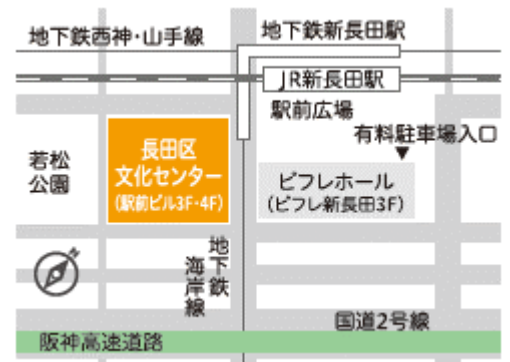 地下鉄西神・山手線
地下鉄新長田駅
JR新長田駅
駅前広場
有料駐車場入口
▼
若松
公園
長田区
文化センター
(駅前ビル3F・4F)
ピフレホール
(ピフレ新長田3F)
地下鉄
海岸線
国道2号線
阪神高速道路